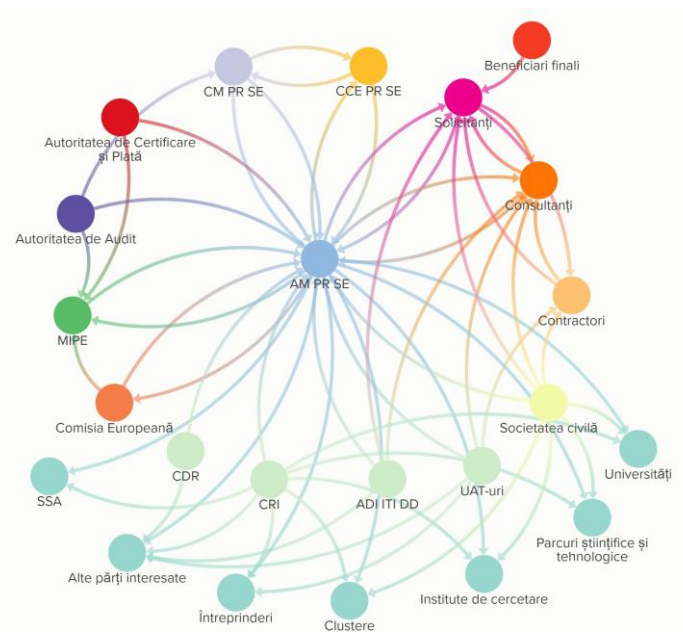 Beneficiari finali
CM PR SE
CCE PR SE
Solicitanți
Autoritatea de Certificare
și Plată
Consultanți
Autoritatea de Audit
AM PR SE
Contractori
MIPE
Comisia Europeană
Societatea civilă
CDR
Universități
SSA
CRI
ADI ITI DD
UAT-uri
Parcuri științifice și
tehnologice
Alte părți interesate
Institute de cercetare
Întreprinderi
Clustere